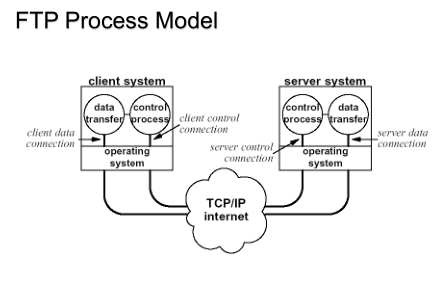 FTP Process Model
client system
server system
data
transfer
control
process
control
process
data
transfer
client data
connection
client control
connection
server control
connection
server data
connection
operating
system
operating
system
TCP/IP
internet